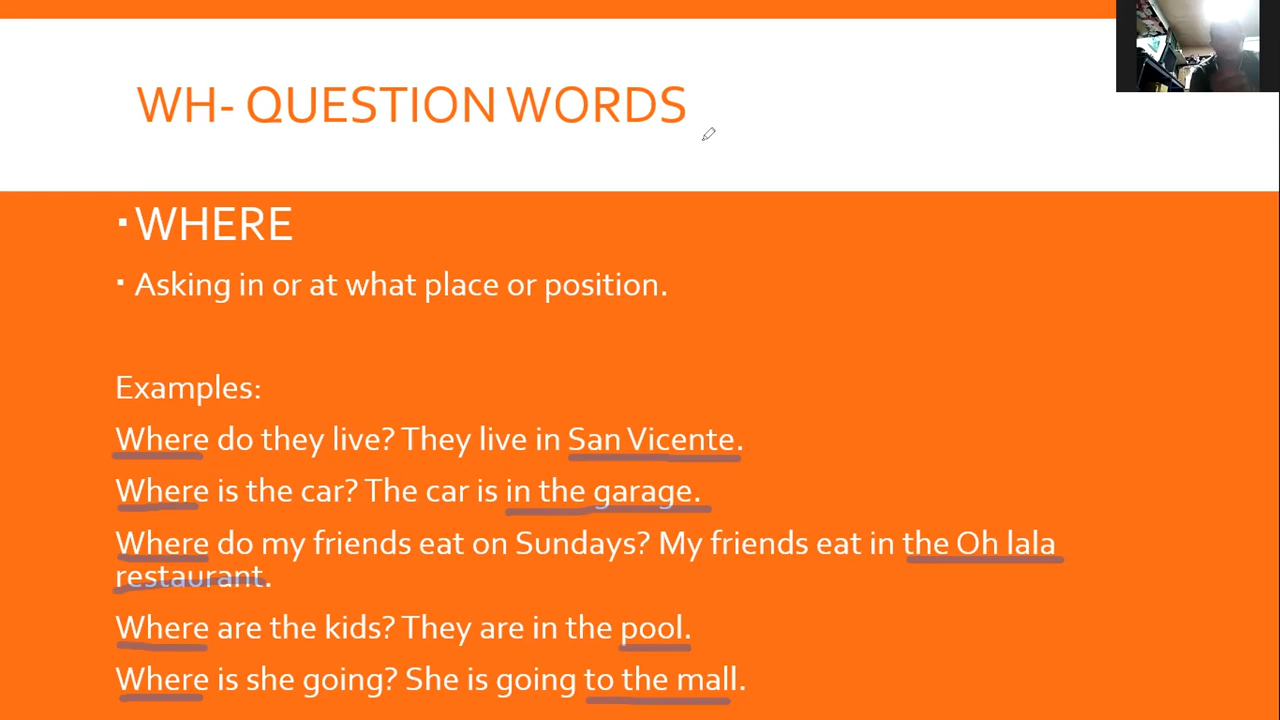 WH- QUESTION WORDS
▪WHERE
▪ Asking in or at what place or position.
Examples:
Where do they live? They live in San Vicente.
Where is the car? The car is in the garage.
Where do my friends eat on Sundays? My friends eat in the Oh lala
restaurant.
Where are the kids? They are in the pool.
Where is she going? She is going to the mall.